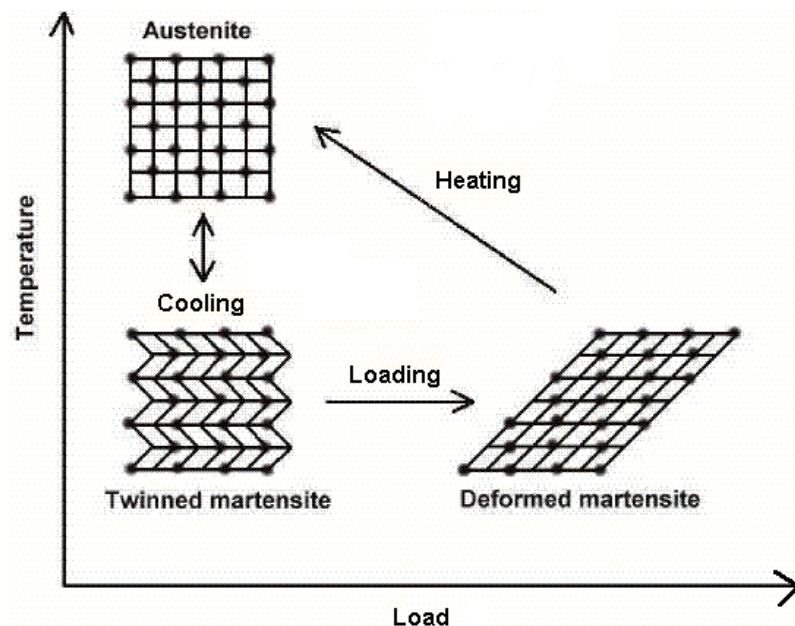 Austenite
Heating
Temperature
Cooling
Loading
Twinned martensite
Deformed martensite
Load